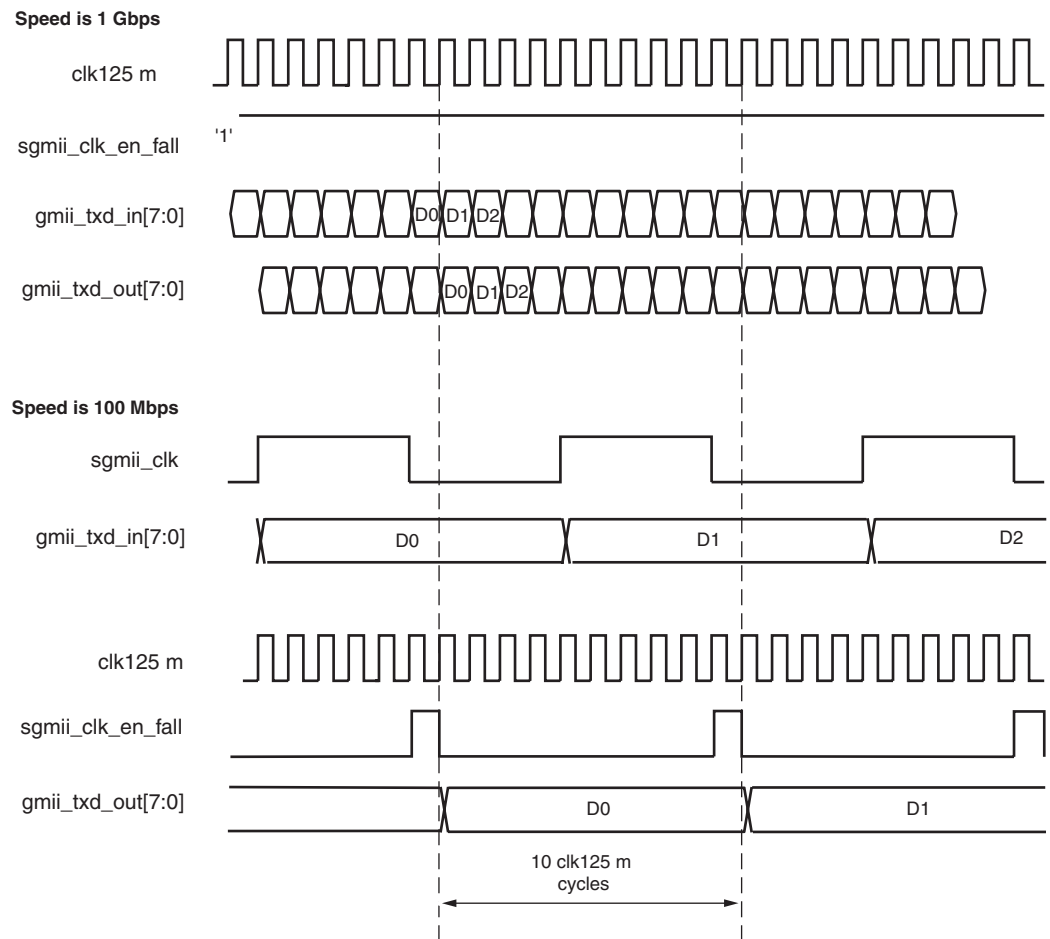 Speed is 1 Gbps
clk125 m
'1'
sgmii_clk_en_fall
gmii_txd_in[7:0]
D0 D1 D2
gmii_txd_out[7:0]
D0 D1 D2
Speed is 100 Mbps
sgmii_clk
gmii_txd_in[7:0]
D0 D1 D2
clk125 m
sgmii_clk_en_fall
gmii_txd_out[7:0]
D0 D1
10 clk125 m
cycles